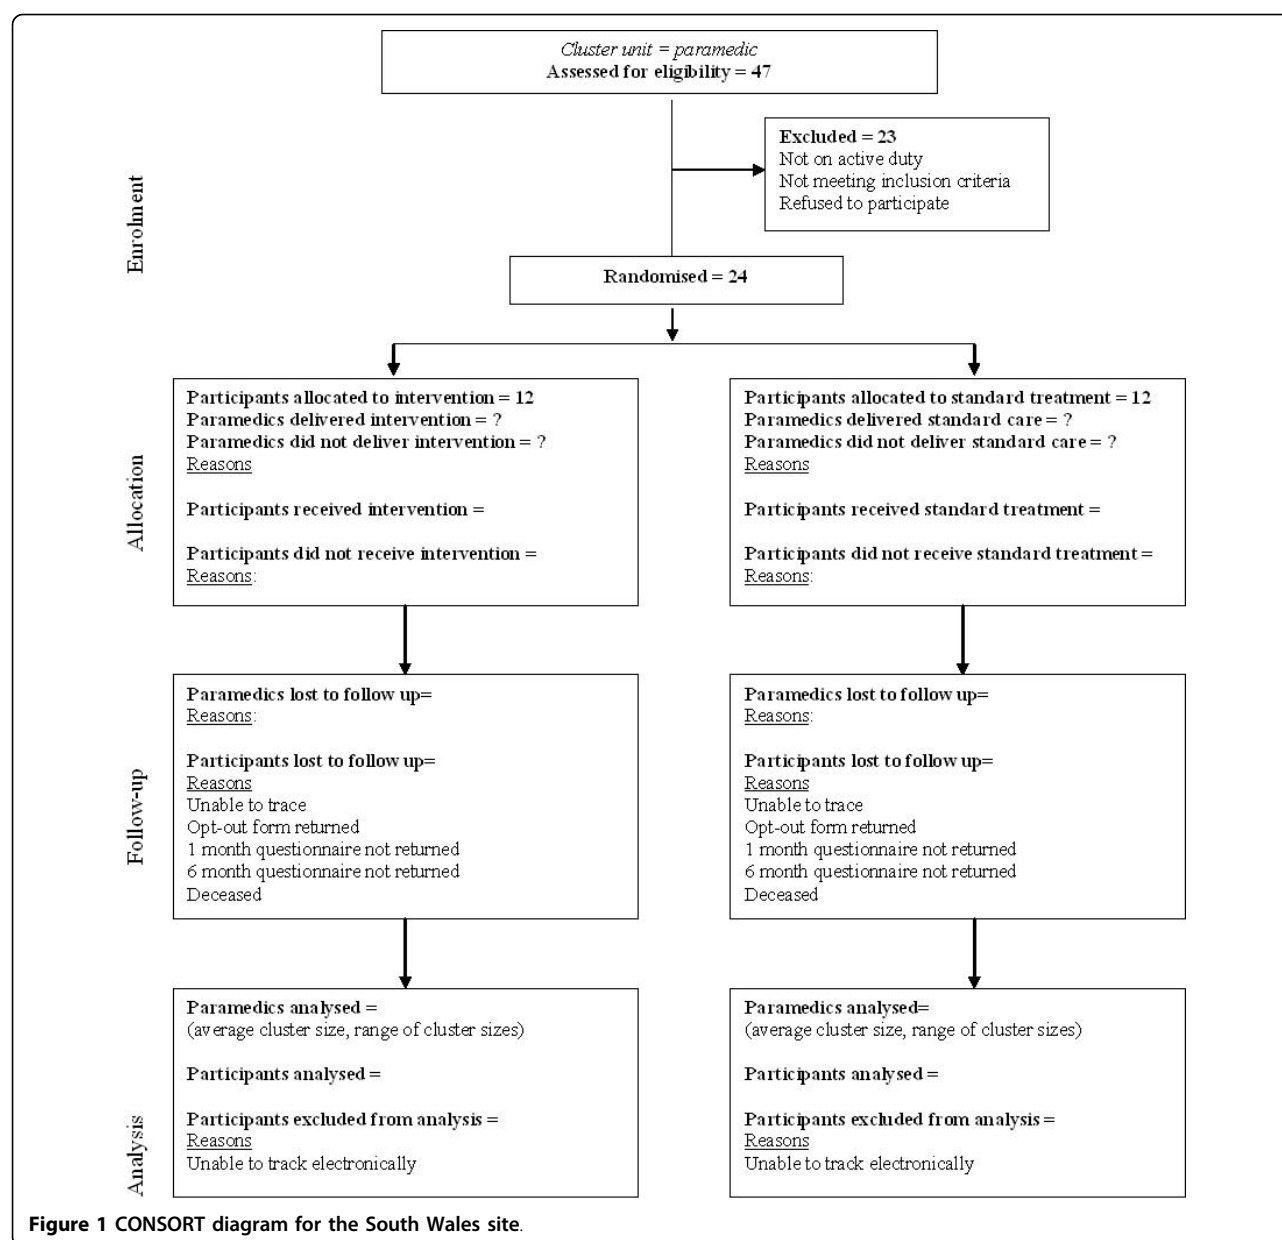 Cluster unit = paramedic
Assessed for eligibility = 47
Excluded = 23
Not on active duty
Not meeting inclusion criteria
Refused to participate
Enrolment
Randomised = 24
Allocation
Participants allocated to intervention = 12
Paramedics delivered intervention = ?
Paramedics did not deliver intervention = ?
Reasons
Participants received intervention =
Participants did not receive intervention =
Reasons:
Participants allocated to standard treatment = 12
Paramedics delivered standard care = ?
Paramedics did not deliver standard care = ?
Reasons
Participants received standard treatment =
Participants did not receive standard treatment =
Reasons:
Follow-up
Paramedics lost to follow up=
Reasons:
Participants lost to follow up=
Reasons
Unable to trace
Opt-out form returned
1 month questionnaire not returned
6 month questionnaire not returned
Deceased
Paramedics lost to follow up=
Reasons:
Participants lost to follow up=
Reasons
Unable to trace
Opt-out form returned
1 month questionnaire not returned
6 month questionnaire not returned
Deceased
Analysis
Paramedics analysed =
(average cluster size, range of cluster sizes)
Participants analysed =
Participants excluded from analysis =
Reasons
Unable to track electronically
Paramedics analysed=
(average cluster size, range of cluster sizes)
Participants analysed =
Participants excluded from analysis =
Reasons
Unable to track electronically
Figure 1 CONSORT diagram for the South Wales site.